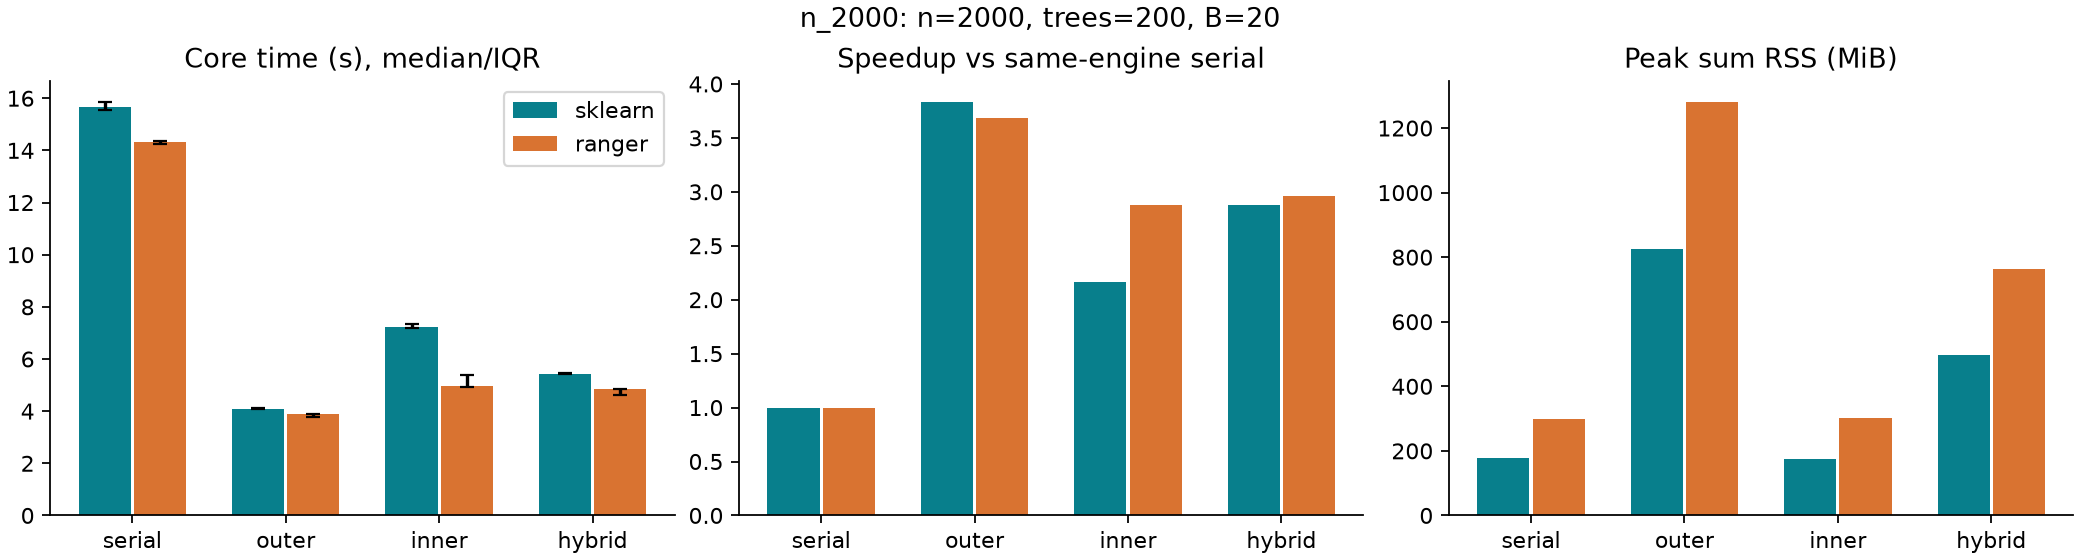 n_2000: n=2000, trees=200, B=20
Core time (s), median/IQR
16
14
12
10
8
6
4
2
0
sklearn
ranger
serial
outer
inner
hybrid
Speedup vs same-engine serial
4.0
3.5
3.0
2.5
2.0
1.5
1.0
0.5
0.0
serial
outer
inner
hybrid
Peak sum RSS (MiB)
1200
1000
800
600
400
200
0
serial
outer
inner
hybrid